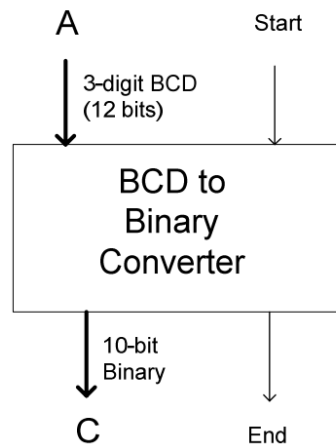 A
Start
3-digit BCD
(12 bits)
BCD to
Binary
Converter
10-bit
Binary
C
End